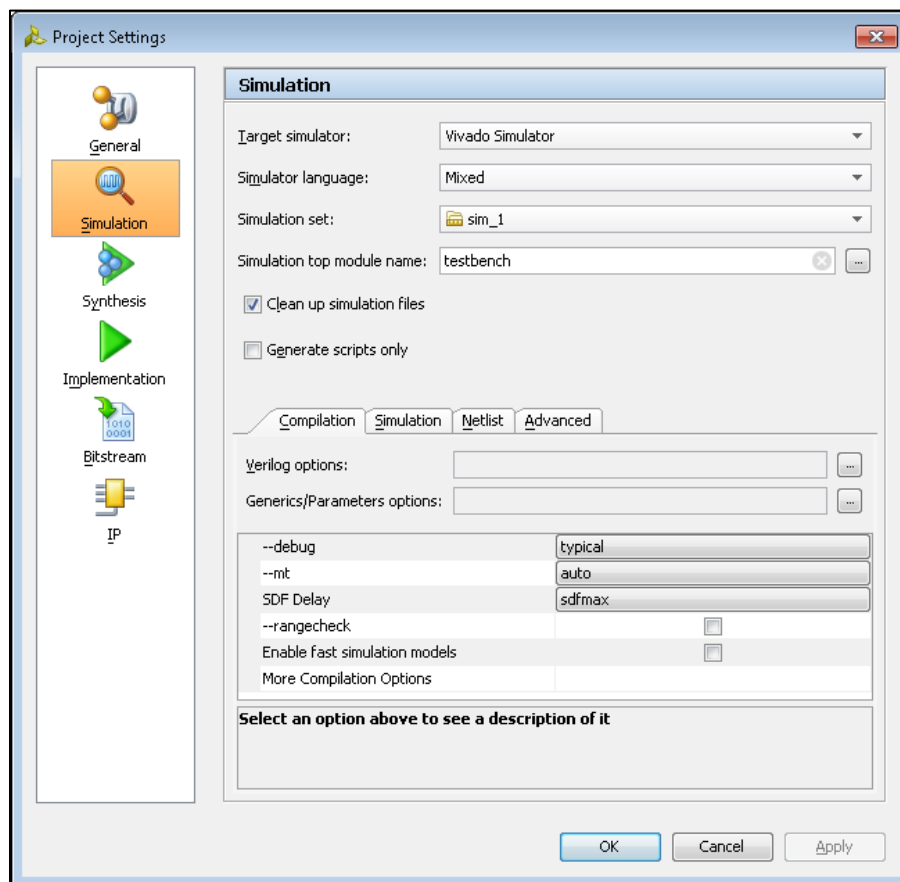 Project Settings
General
Simulation
Synthesis
Implementation
1010
0001
Bitstream
IP
Simulation
Target simulator: Vivado Simulator
Simulator language: Mixed
Simulation set: sim_1
Simulation top module name: testbench ...
Clean up simulation files
Generate scripts only
Compilation Simulation Netlist Advanced
Verilog options: ...
Generics/Parameters options: ...
--debug typical
--mt auto
SDF Delay sdfmax
--rangecheck
Enable fast simulation models
More Compilation Options
Select an option above to see a description of it
OK Cancel Apply